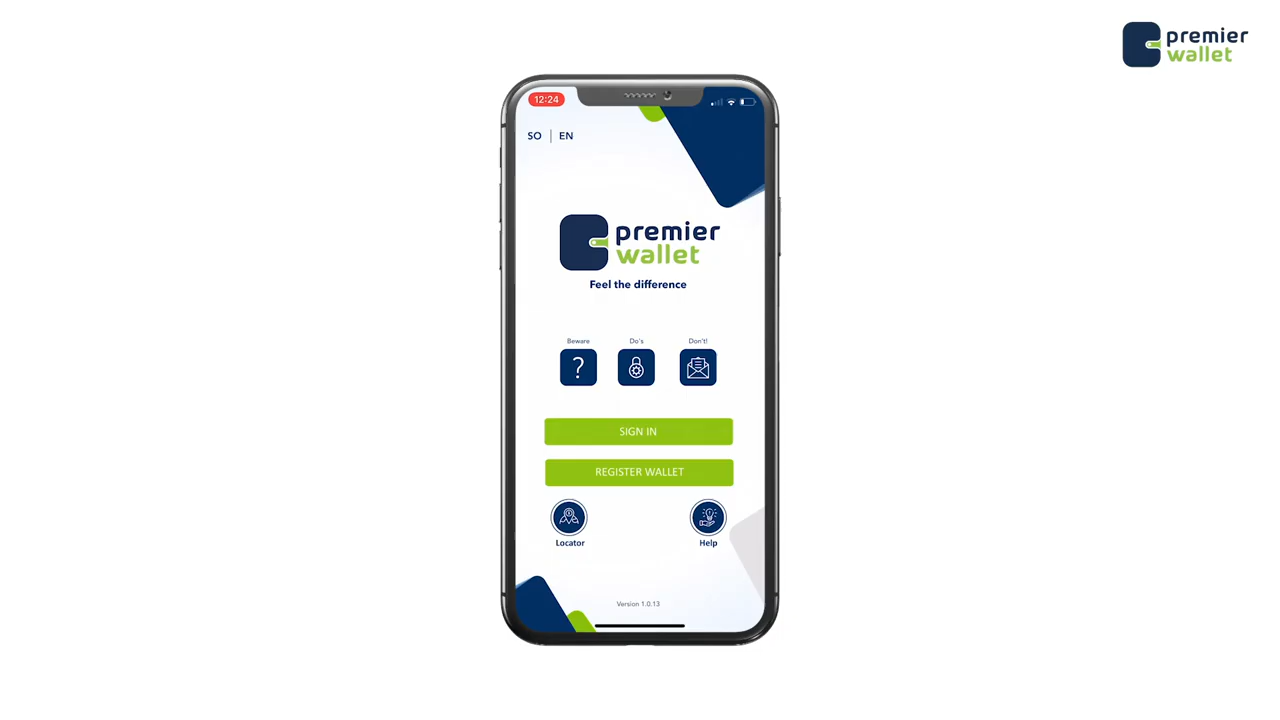 premier
wallet
12:24
SO | EN
premier
wallet
Feel the difference
Beware Do's Don't!
?
SIGN IN
REGISTER WALLET
Locator Help
Version 1.0.13